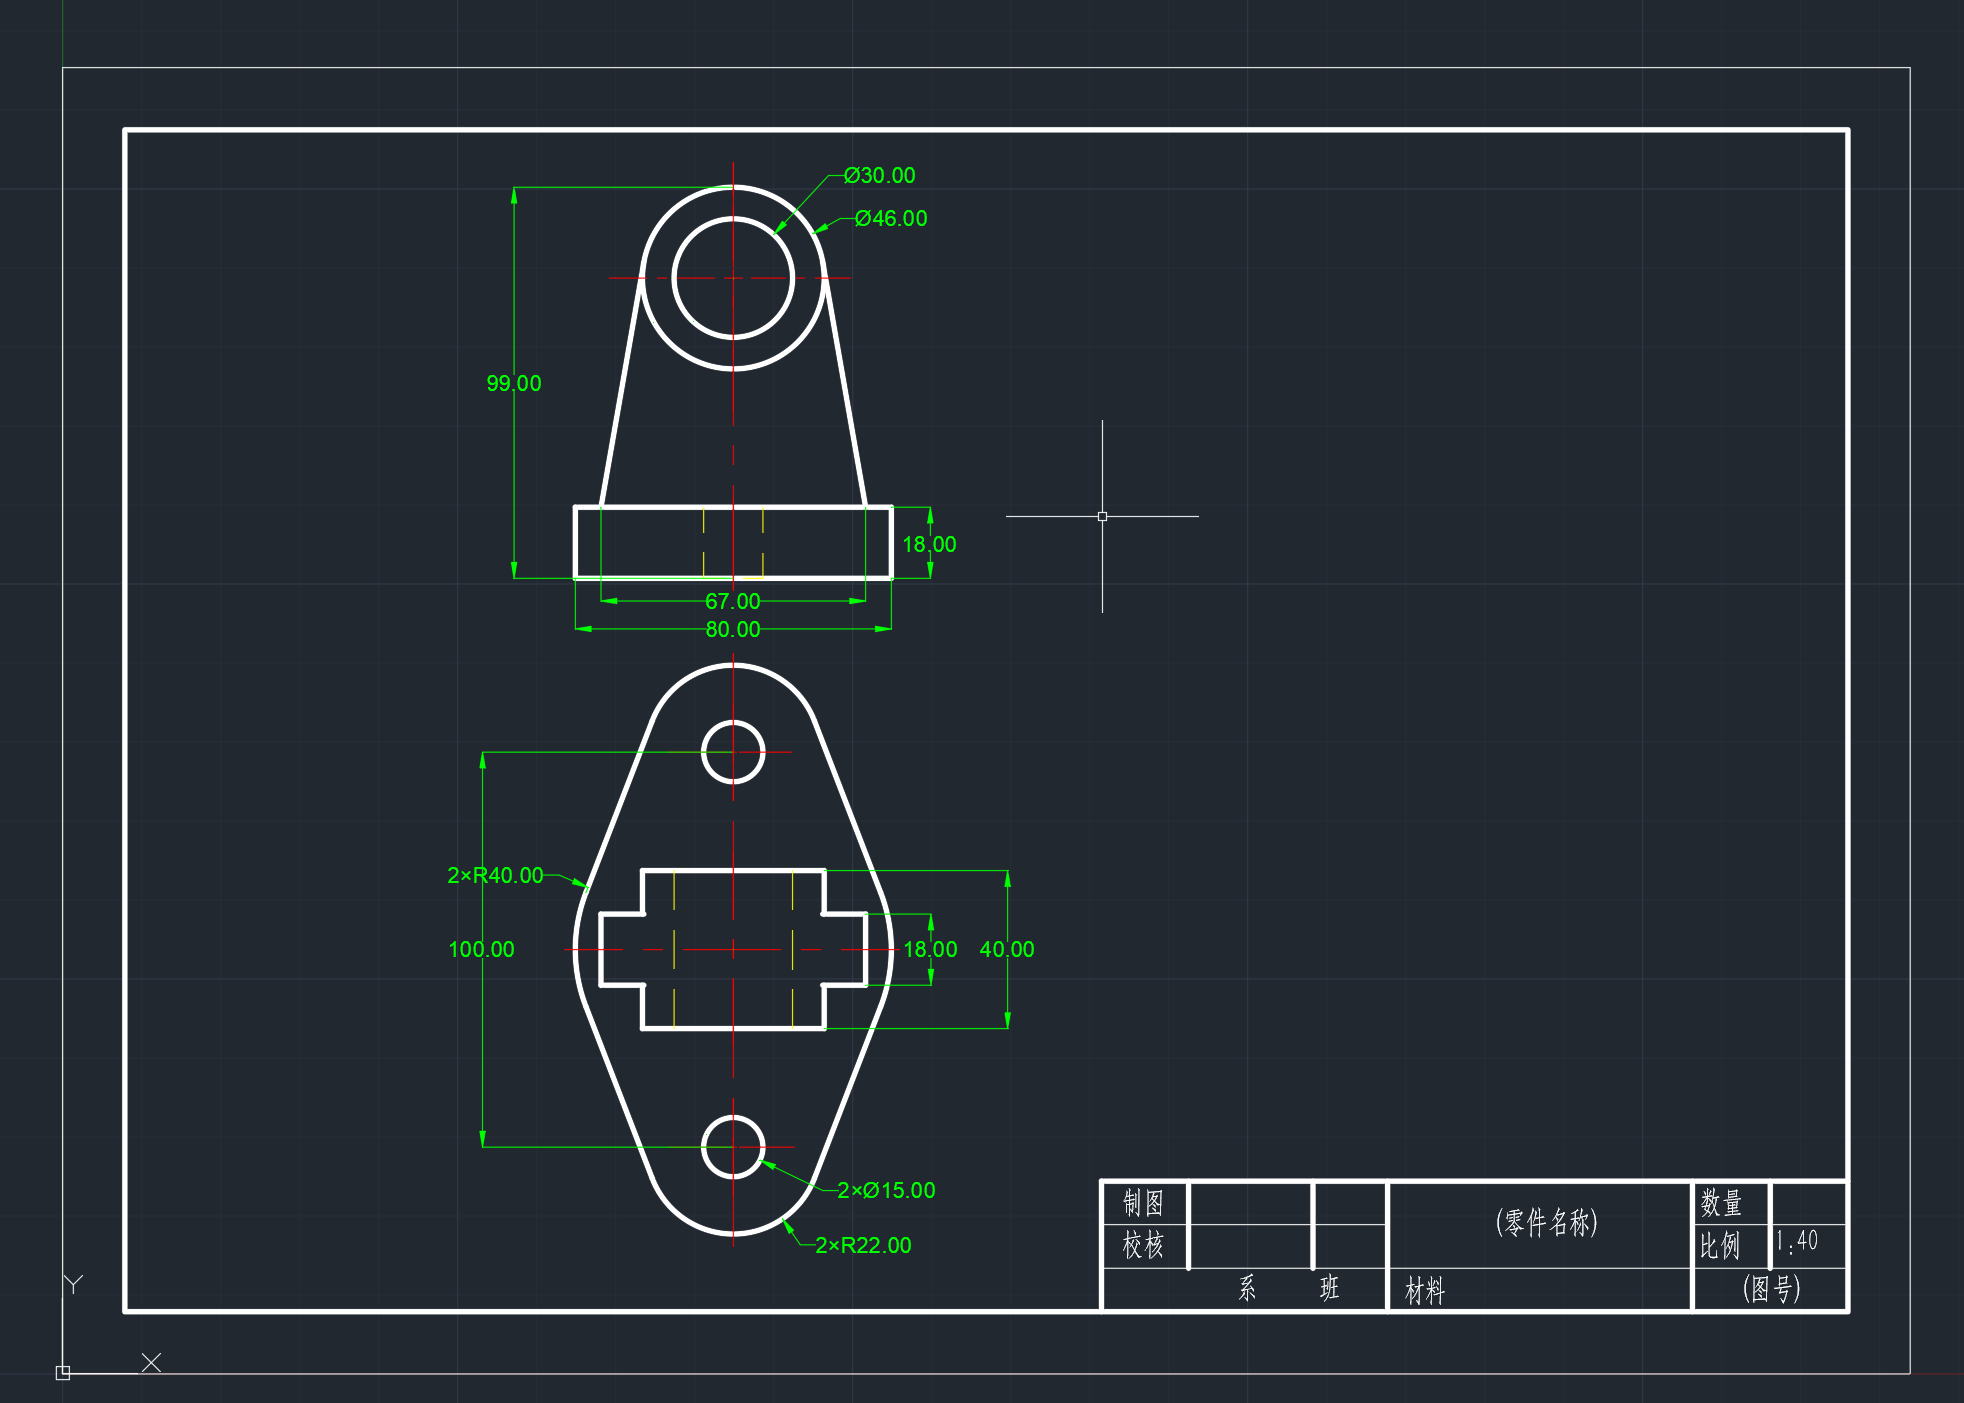 Ø30.00
Ø46.00
99.00
18.00
67.00
80.00
2×R40.00
100.00
18.00
40.00
2×Ø15.00
2×R22.00
制图
(零件名称)
数量
校核
比例
1:40
系
班
材料
(图号)
Y
X